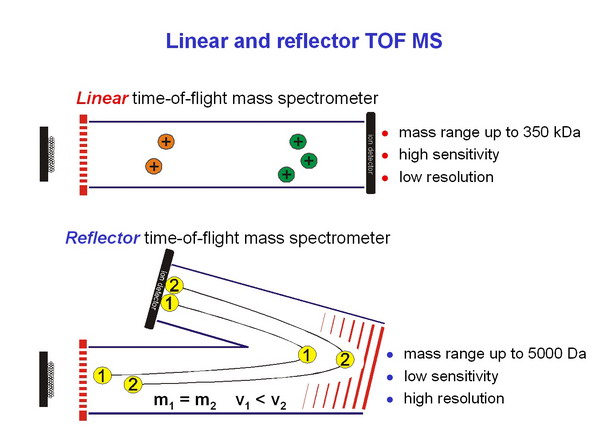 Linear and reflector TOF MS
Linear time-of-flight mass spectrometer
+
+
+
+
+
ion detector
mass range up to 350 kDa
high sensitivity
low resolution
Reflector time-of-flight mass spectrometer
ion detector
2
1
1
2
1
2
m1 = m2 v1 < v2
mass range up to 5000 Da
low sensitivity
high resolution